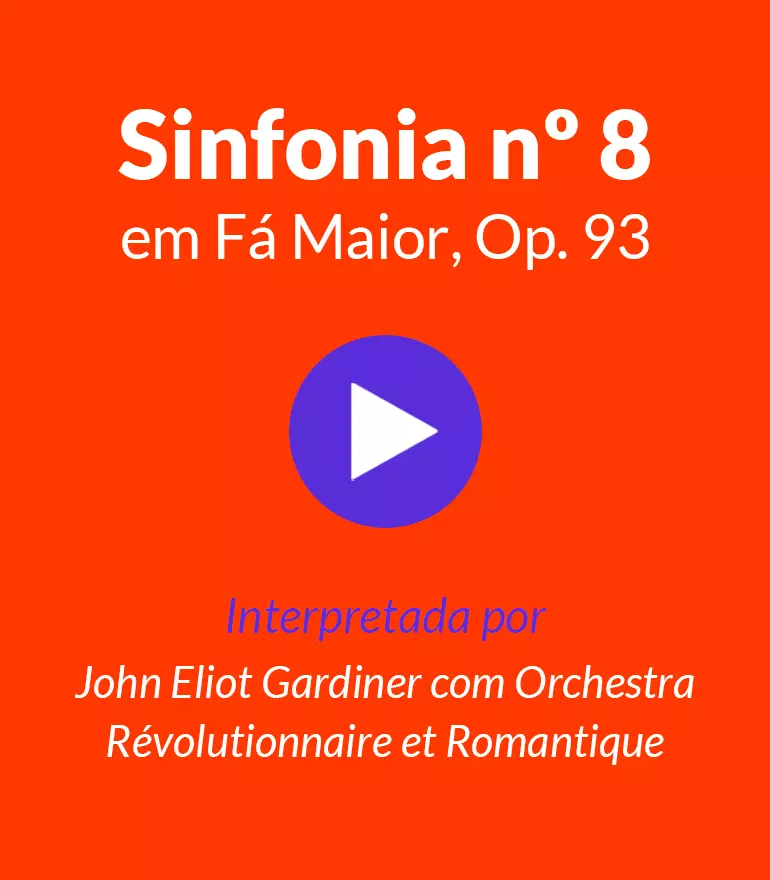 Sinfonia nº 8
em Fá Maior, Op. 93
Interpretada por
John Eliot Gardiner com Orchestra
Révolutionnaire et Romantique